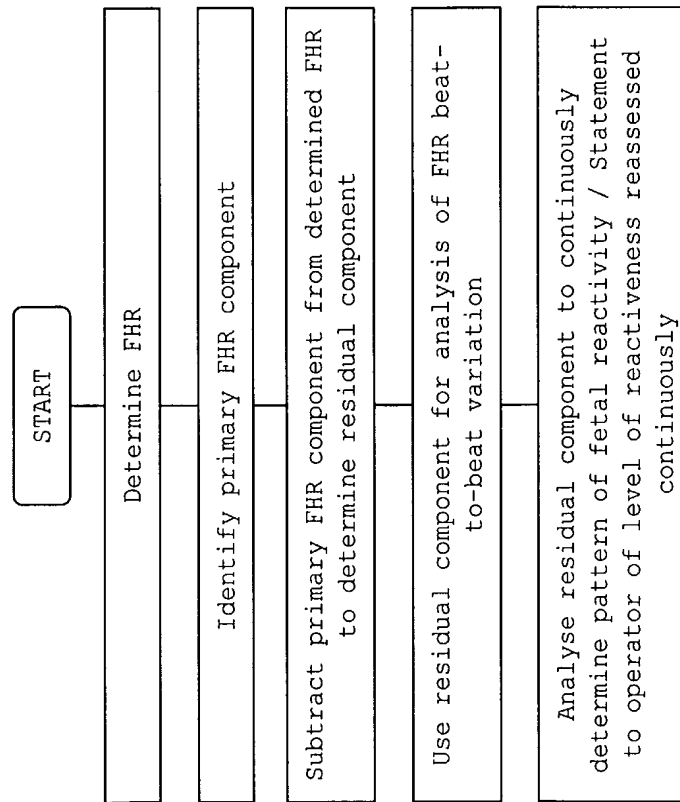 START
Determine FHR
Identify primary FHR component
Subtract primary FHR component from determined FHR
to determine residual component
Use residual component for analysis of FHR beat-
to-beat variation
Analyse residual component to continuously
determine pattern of fetal reactivity / Statement
to operator of level of reactiveness reassessed
continuously